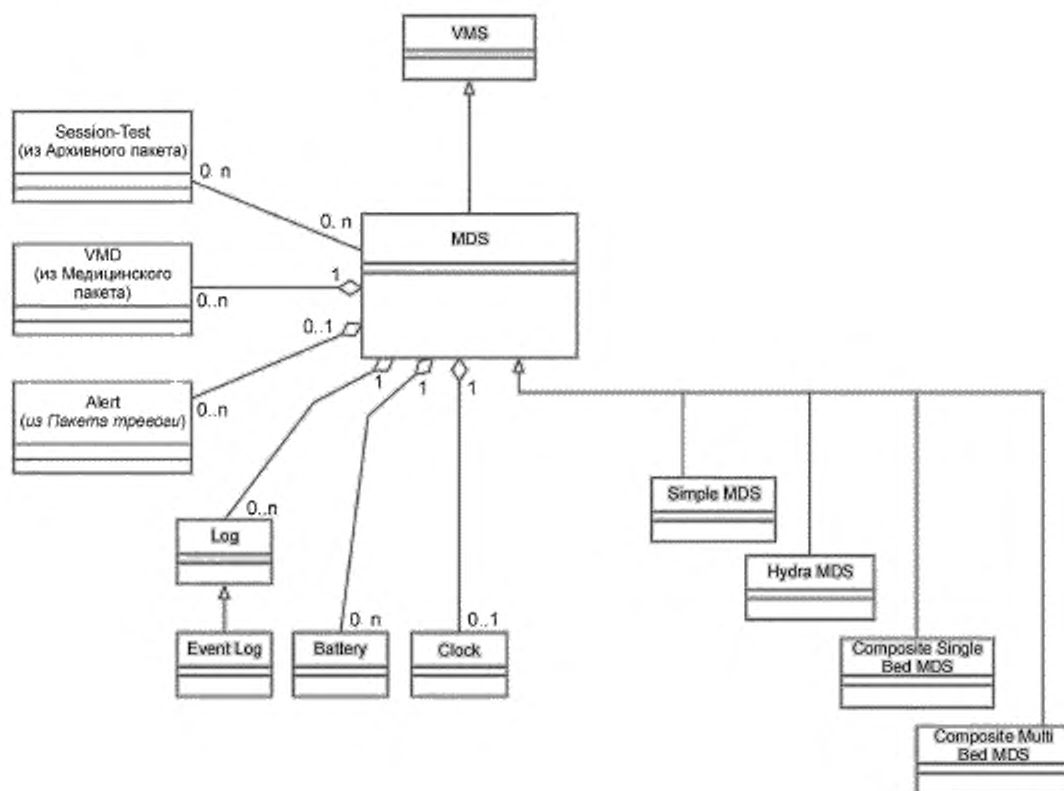 VMS
Session-Test
(из Архивного пакета)
0. n
0. n
MDS
VMD
(из Медицинского
пакета)
1
0..n
0..1
Alert
(из Пакета тревоги)
0..n
1
1
1
0..n
Log
Simple MDS
Hydra MDS
0. n
0..1
Event Log
Battery
Clock
Composite Single
Bed MDS
Composite Multi
Bed MDS